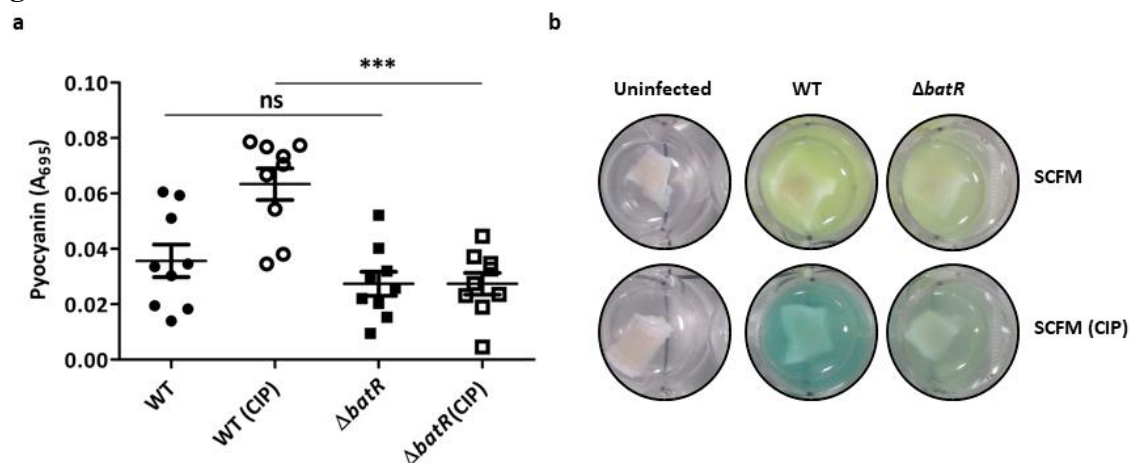 a
b
***
ns
0.10
0.08
0.06
0.04
0.02
0.00
Pyocyanin (A695)
WT
WT (CIP)
ΔbatR
ΔbatR(CIP)
Uninfected
WT
ΔbatR
SCFM
SCFM (CIP)